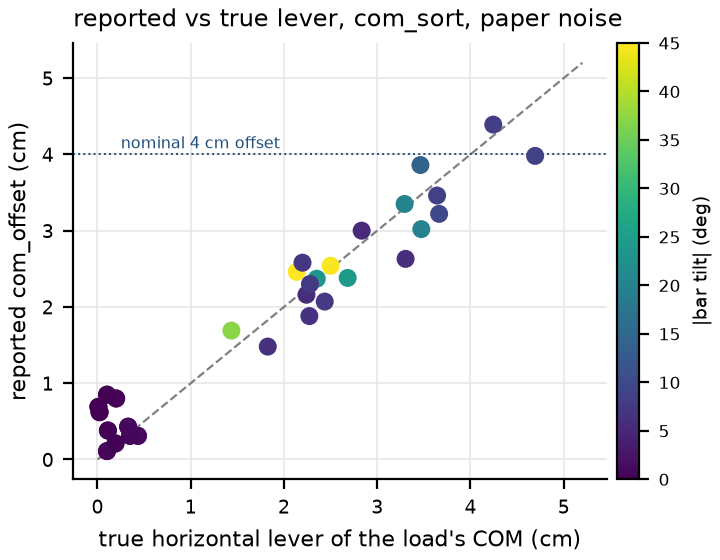 reported vs true lever, com_sort, paper noise
nominal 4 cm offset
reported com_offset (cm)
5
4
3
2
1
0
0 1 2 3 4 5
true horizontal lever of the load's COM (cm)
45
40
35
30
25
20
15
10
5
0
|bar tilt| (deg)